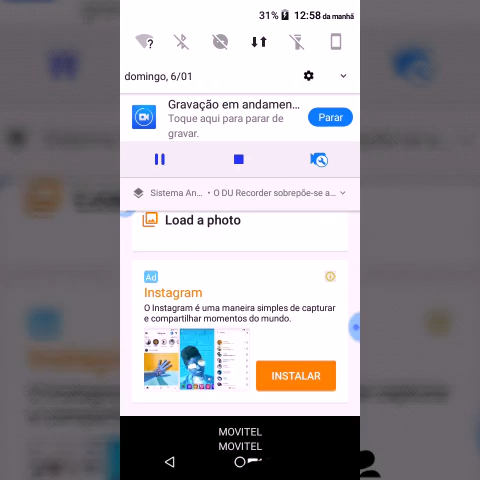 31% 12:58 da manhã
domingo, 6/01
Gravação em andamen...
Toque aqui para parar de
gravar.
Parar
Sistema An... • O DU Recorder sobrepõe-se a...
Load a photo
Ad
Instagram
O Instagram é uma maneira simples de capturar
e compartilhar momentos do mundo.
INSTALAR
MOVITEL
MOVITEL